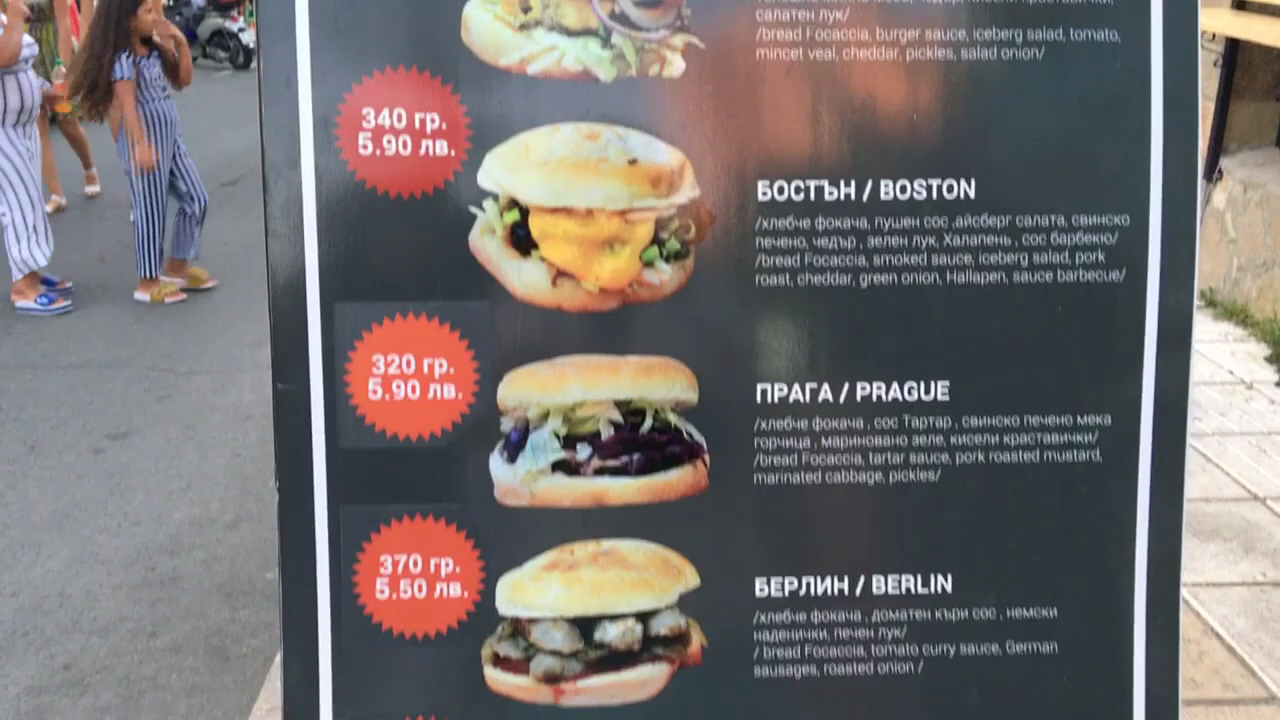 салатен лук/
/bread Focaccia, burger sauce, iceberg salad, tomato,
mincet veal, cheddar, pickles, salad onion/
340 гр.
5.90 лв.
БОСТЪН / BOSTON
/хлебче фокача, пушен сос ,айсберг салата, свинско
печено, чедър , зелен лук, Халапень , сос барбекю/
/bread Focaccia, smoked sauce, iceberg salad, pork
roast, cheddar, green onion, Hallapen, sauce barbecue/
320 гр.
5.90 лв.
ПРАГА / PRAGUE
/хлебче фокача , сос Тартар , свинско печено мека
горчица , мариновано зеле, кисели краставички/
/bread Focaccia, tartar sauce, pork roasted mustard,
marinated cabbage, pickles/
370 гр.
5.50 лв.
БЕРЛИН / BERLIN
/хлебче фокача , доматен къри сос , немски
наденички, печен лук/
/ bread Focaccia, tomato curry sauce, German
sausages, roasted onion /